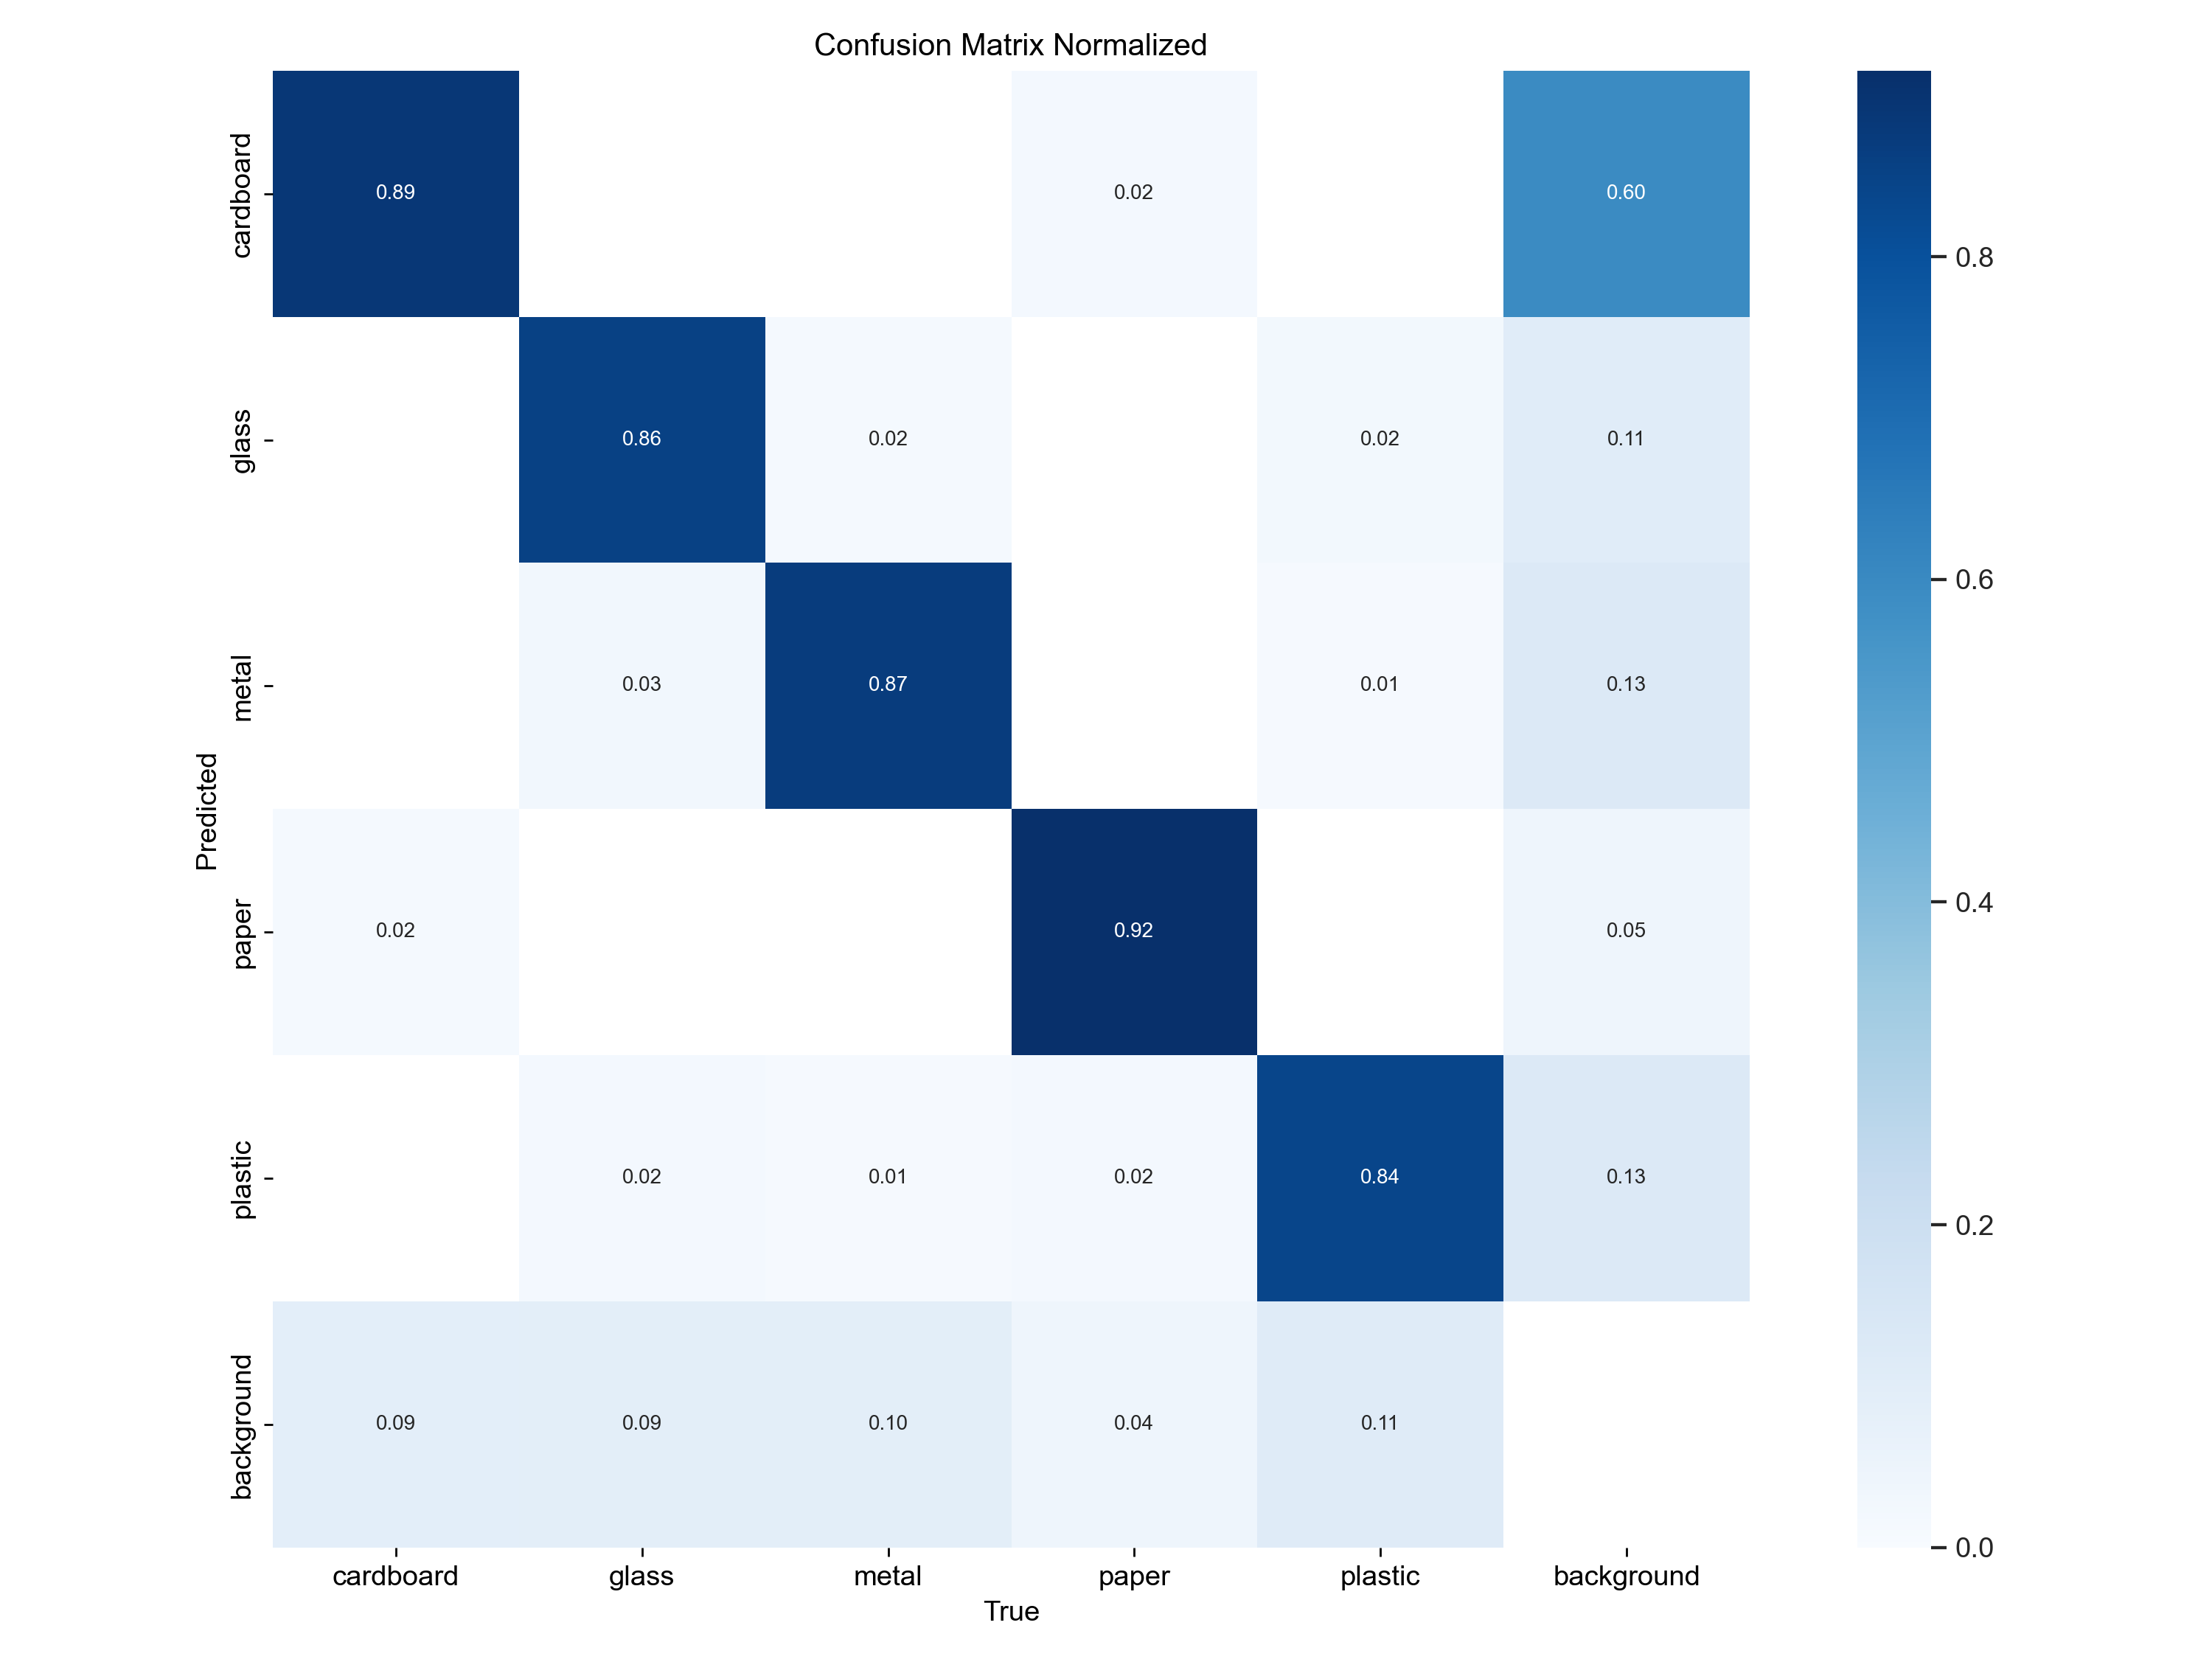 Confusion Matrix Normalized
cardboard
0.89
0.02
0.60
0.8
glass
0.86
0.02
0.02
0.11
0.6
metal
0.03
0.87
0.01
0.13
Predicted
0.4
paper
0.02
0.92
0.05
plastic
0.02
0.01
0.02
0.84
0.13
0.2
background
0.09
0.09
0.10
0.04
0.11
0.0
cardboard glass metal paper plastic background
True